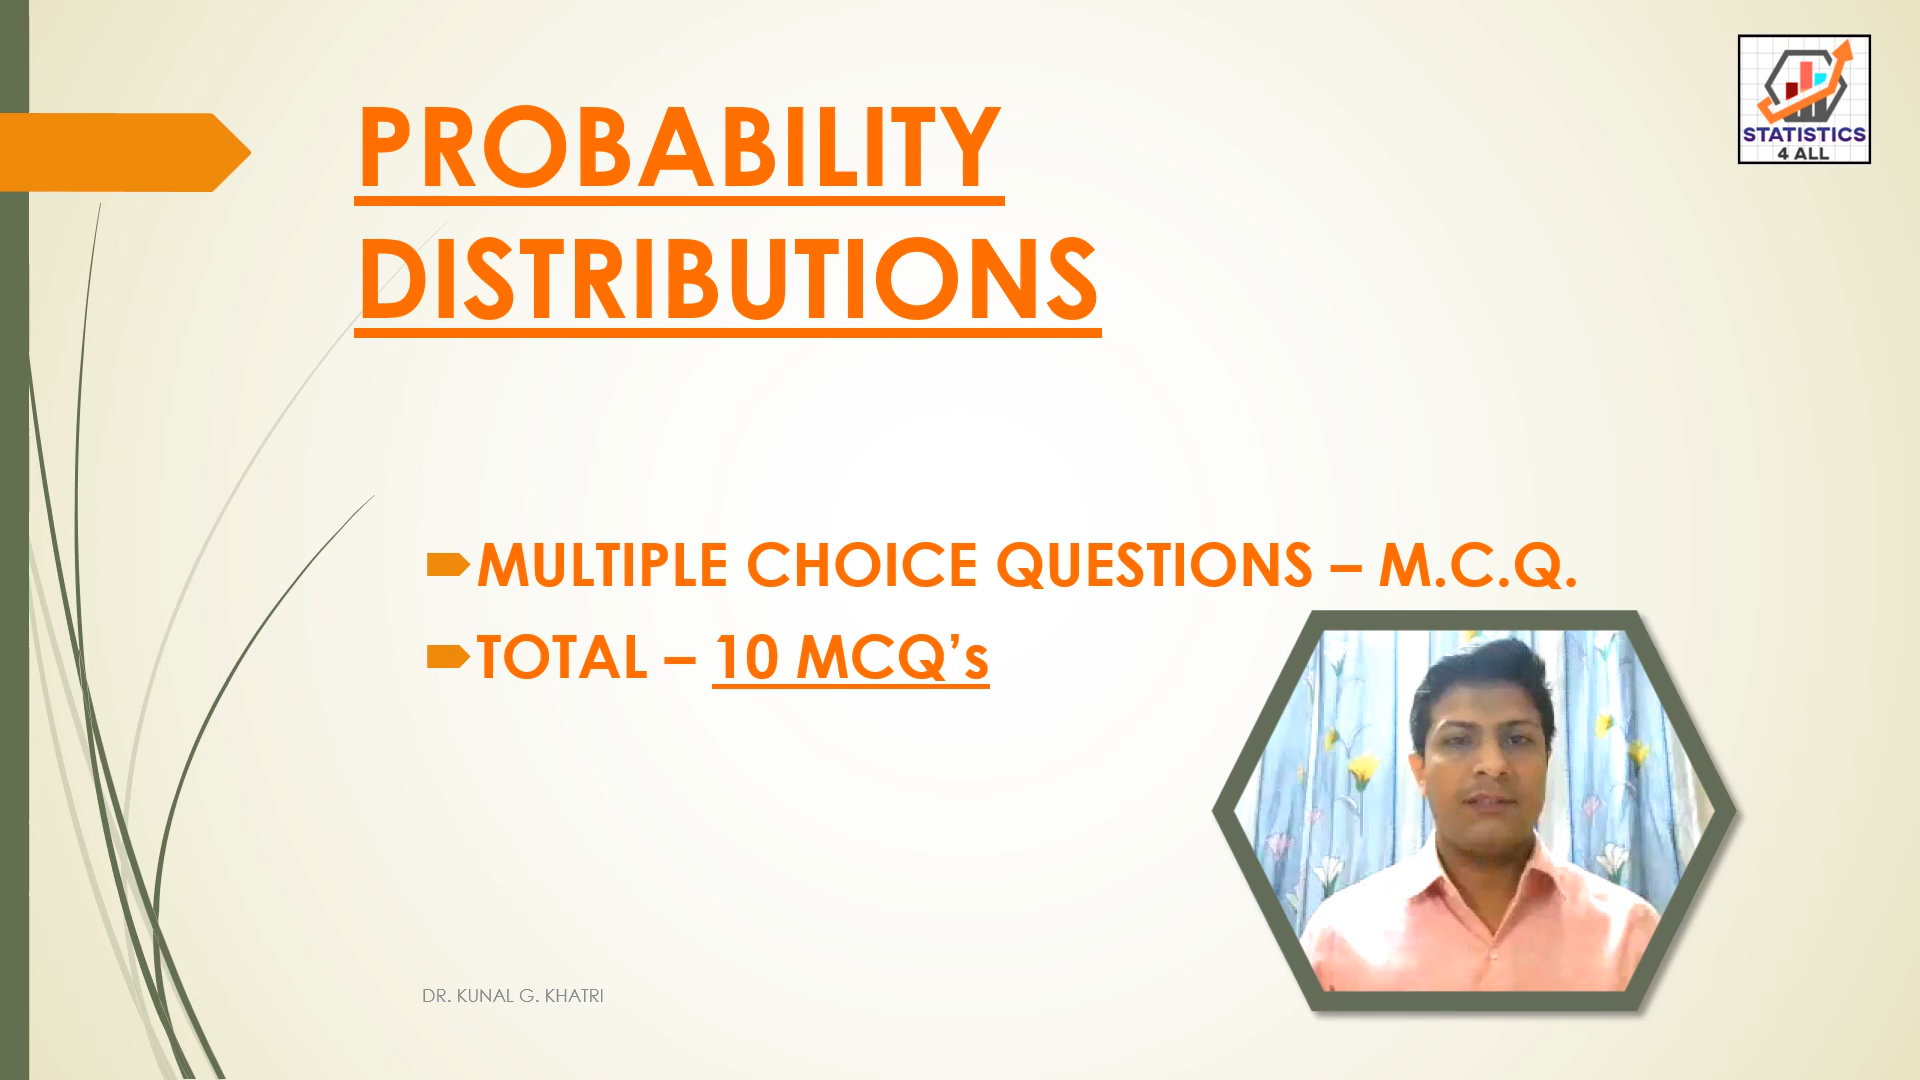 PROBABILITY
DISTRIBUTIONS
STATISTICS
4 ALL
MULTIPLE CHOICE QUESTIONS – M.C.Q.
TOTAL – 10 MCQ’s
DR. KUNAL G. KHATRI